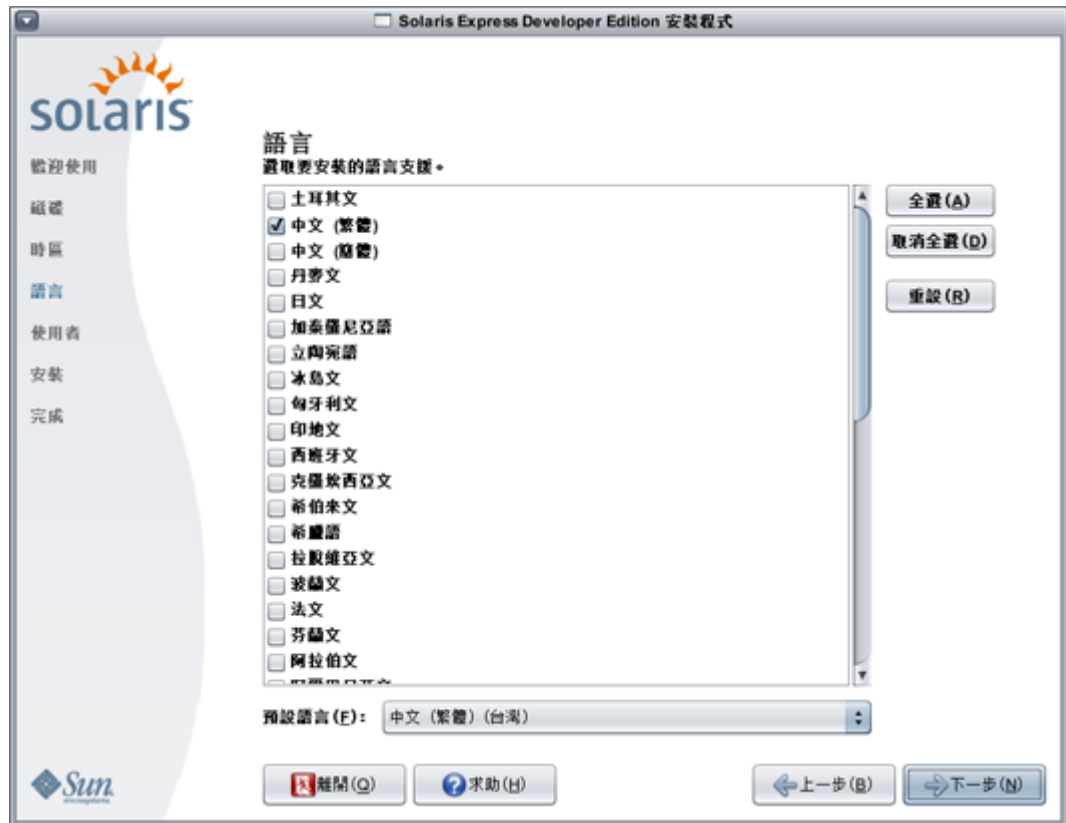 Solaris Express Developer Edition 安裝程式
solaris
歡迎使用
磁碟
時區
語言
使用者
安裝
完成
語言
選取要安裝的語言支援。
土耳其文
中文 (繁體)
中文 (簡體)
丹麥文
日文
加泰羅尼亞語
立陶宛語
冰島文
匈牙利文
印地文
西班牙文
克羅埃西亞文
希伯來文
希臘語
拉脫維亞文
波蘭文
法文
芬蘭文
阿拉伯文
全選(A)
取消全選(D)
重設(R)
預設語言(F)：
中文 (繁體) (台灣)
Sun
microsystems
離開(Q)
求助(H)
上一步(B)
下一步(N)